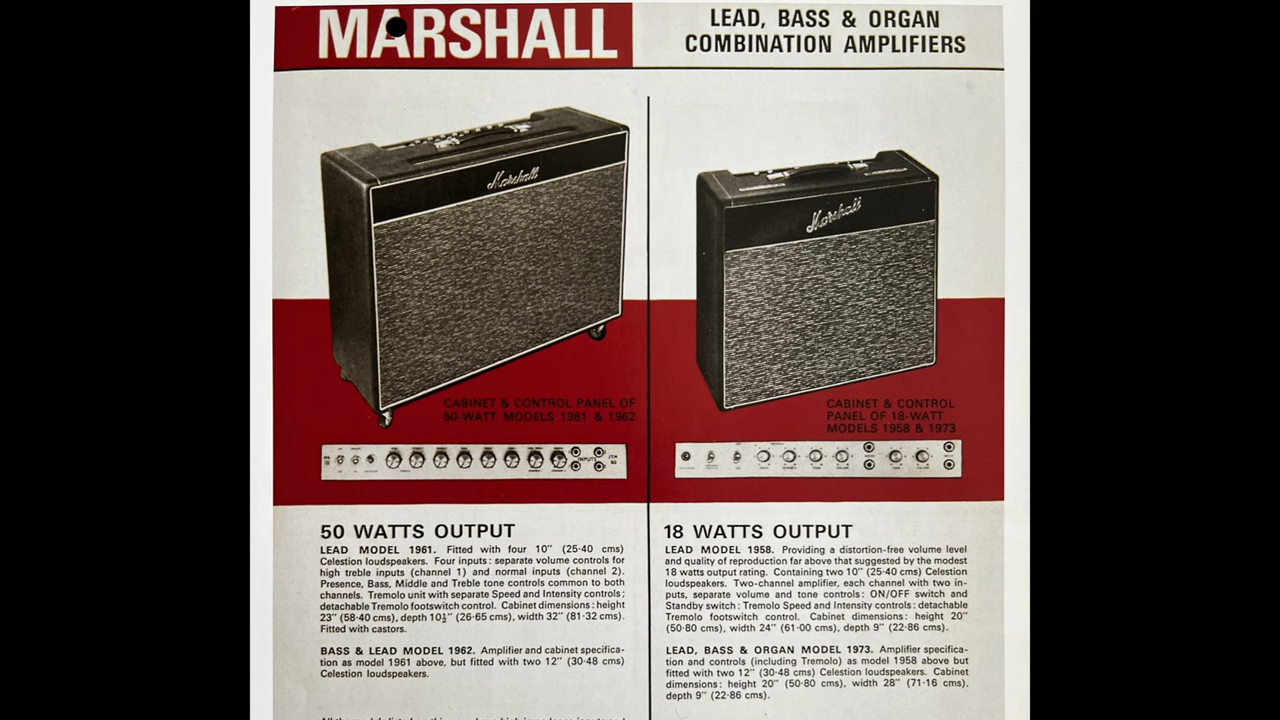 MARSHALL
LEAD, BASS & ORGAN
COMBINATION AMPLIFIERS
Marshall
Marshall
CABINET & CONTROL PANEL OF
50-WATT MODELS 1961 & 1962
CABINET & CONTROL
PANEL OF 18-WATT
MODELS 1958 & 1973
INPUTS
JTM
50 WATTS OUTPUT
LEAD MODEL 1961. Fitted with four 10" (25·40 cms)
Celestion loudspeakers. Four inputs: separate volume controls for
high treble inputs (channel 1) and normal inputs (channel 2).
Presence, Bass, Middle and Treble tone controls common to both
channels. Tremolo unit with separate Speed and Intensity controls;
detachable Tremolo footswitch control. Cabinet dimensions: height
23" (58·40 cms), depth 10½" (26·65 cms), width 32" (81·32 cms).
Fitted with castors.
BASS & LEAD MODEL 1962. Amplifier and cabinet specifica-
tion as model 1961 above, but fitted with two 12" (30·48 cms)
Celestion loudspeakers.
18 WATTS OUTPUT
LEAD MODEL 1958. Providing a distortion-free volume level
and quality of reproduction far above that suggested by the modest
18 watts output rating. Containing two 10" (25·40 cms) Celestion
loudspeakers. Two-channel amplifier, each channel with two in-
puts, separate volume and tone controls: ON/OFF switch and
Standby switch: Tremolo Speed and Intensity controls: detachable
Tremolo footswitch control. Cabinet dimensions: height 20"
(50·80 cms), width 24" (61·00 cms), depth 9" (22·86 cms).
LEAD, BASS & ORGAN MODEL 1973. Amplifier specifica-
tion and controls (including Tremolo) as model 1958 above but
fitted with two 12" (30·48 cms) Celestion loudspeakers. Cabinet
dimensions: height 20" (50·80 cms), width 28" (71·16 cms),
depth 9" (22·86 cms).